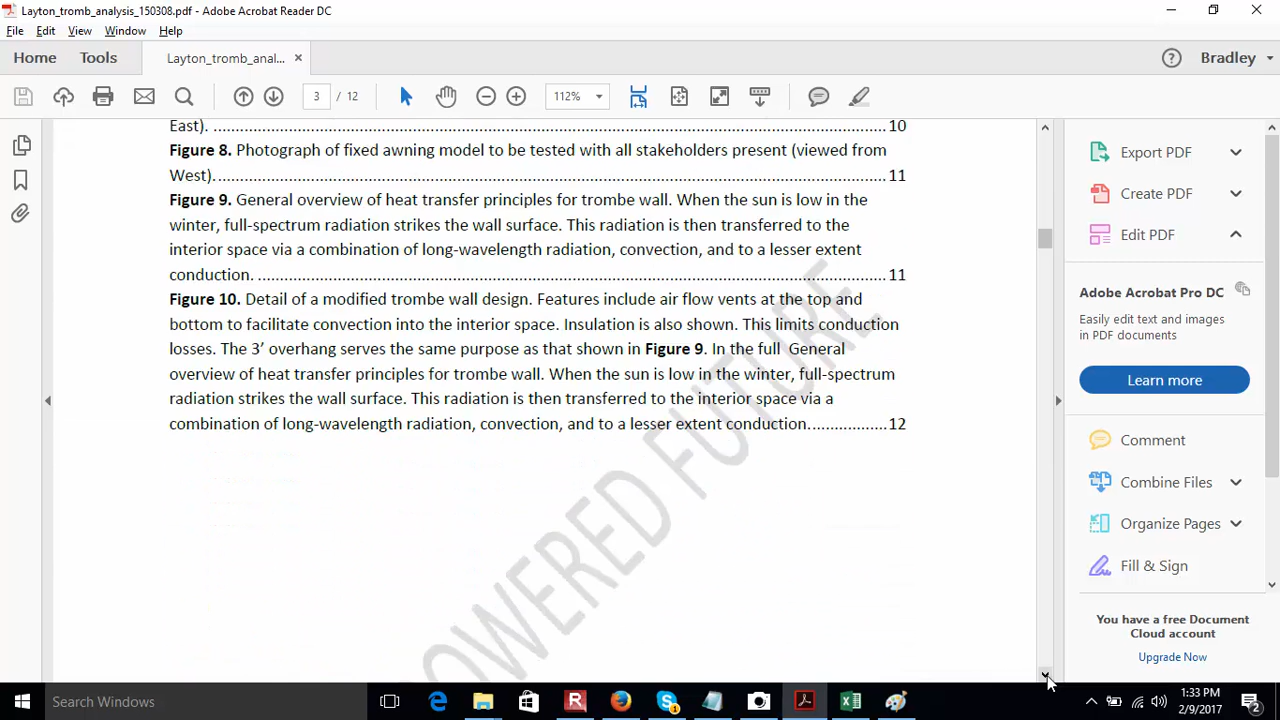 Layton_tromb_analysis_150308.pdf - Adobe Acrobat Reader DC
File Edit View Window Help
Home Tools Layton_tromb_anal... × Bradley
3 / 12 112%
East). ................................................................................................................................ 10
Figure 8. Photograph of fixed awning model to be tested with all stakeholders present (viewed from
West). ............................................................................................................................... 11
Figure 9. General overview of heat transfer principles for trombe wall. When the sun is low in the
winter, full-spectrum radiation strikes the wall surface. This radiation is then transferred to the
interior space via a combination of long-wavelength radiation, convection, and to a lesser extent
conduction. ........................................................................................................................ 11
Figure 10. Detail of a modified trombe wall design. Features include air flow vents at the top and
bottom to facilitate convection into the interior space. Insulation is also shown. This limits conduction
losses. The 3’ overhang serves the same purpose as that shown in Figure 9. In the full General
overview of heat transfer principles for trombe wall. When the sun is low in the winter, full-spectrum
radiation strikes the wall surface. This radiation is then transferred to the interior space via a
combination of long-wavelength radiation, convection, and to a lesser extent conduction. ................. 12
POWERED FUTURE
Export PDF
Create PDF
Edit PDF
Adobe Acrobat Pro DC
Easily edit text and images
in PDF documents
Learn more
Comment
Combine Files
Organize Pages
Fill & Sign
You have a free Document
Cloud account
Upgrade Now
Search Windows
1:33 PM
2/9/2017
2